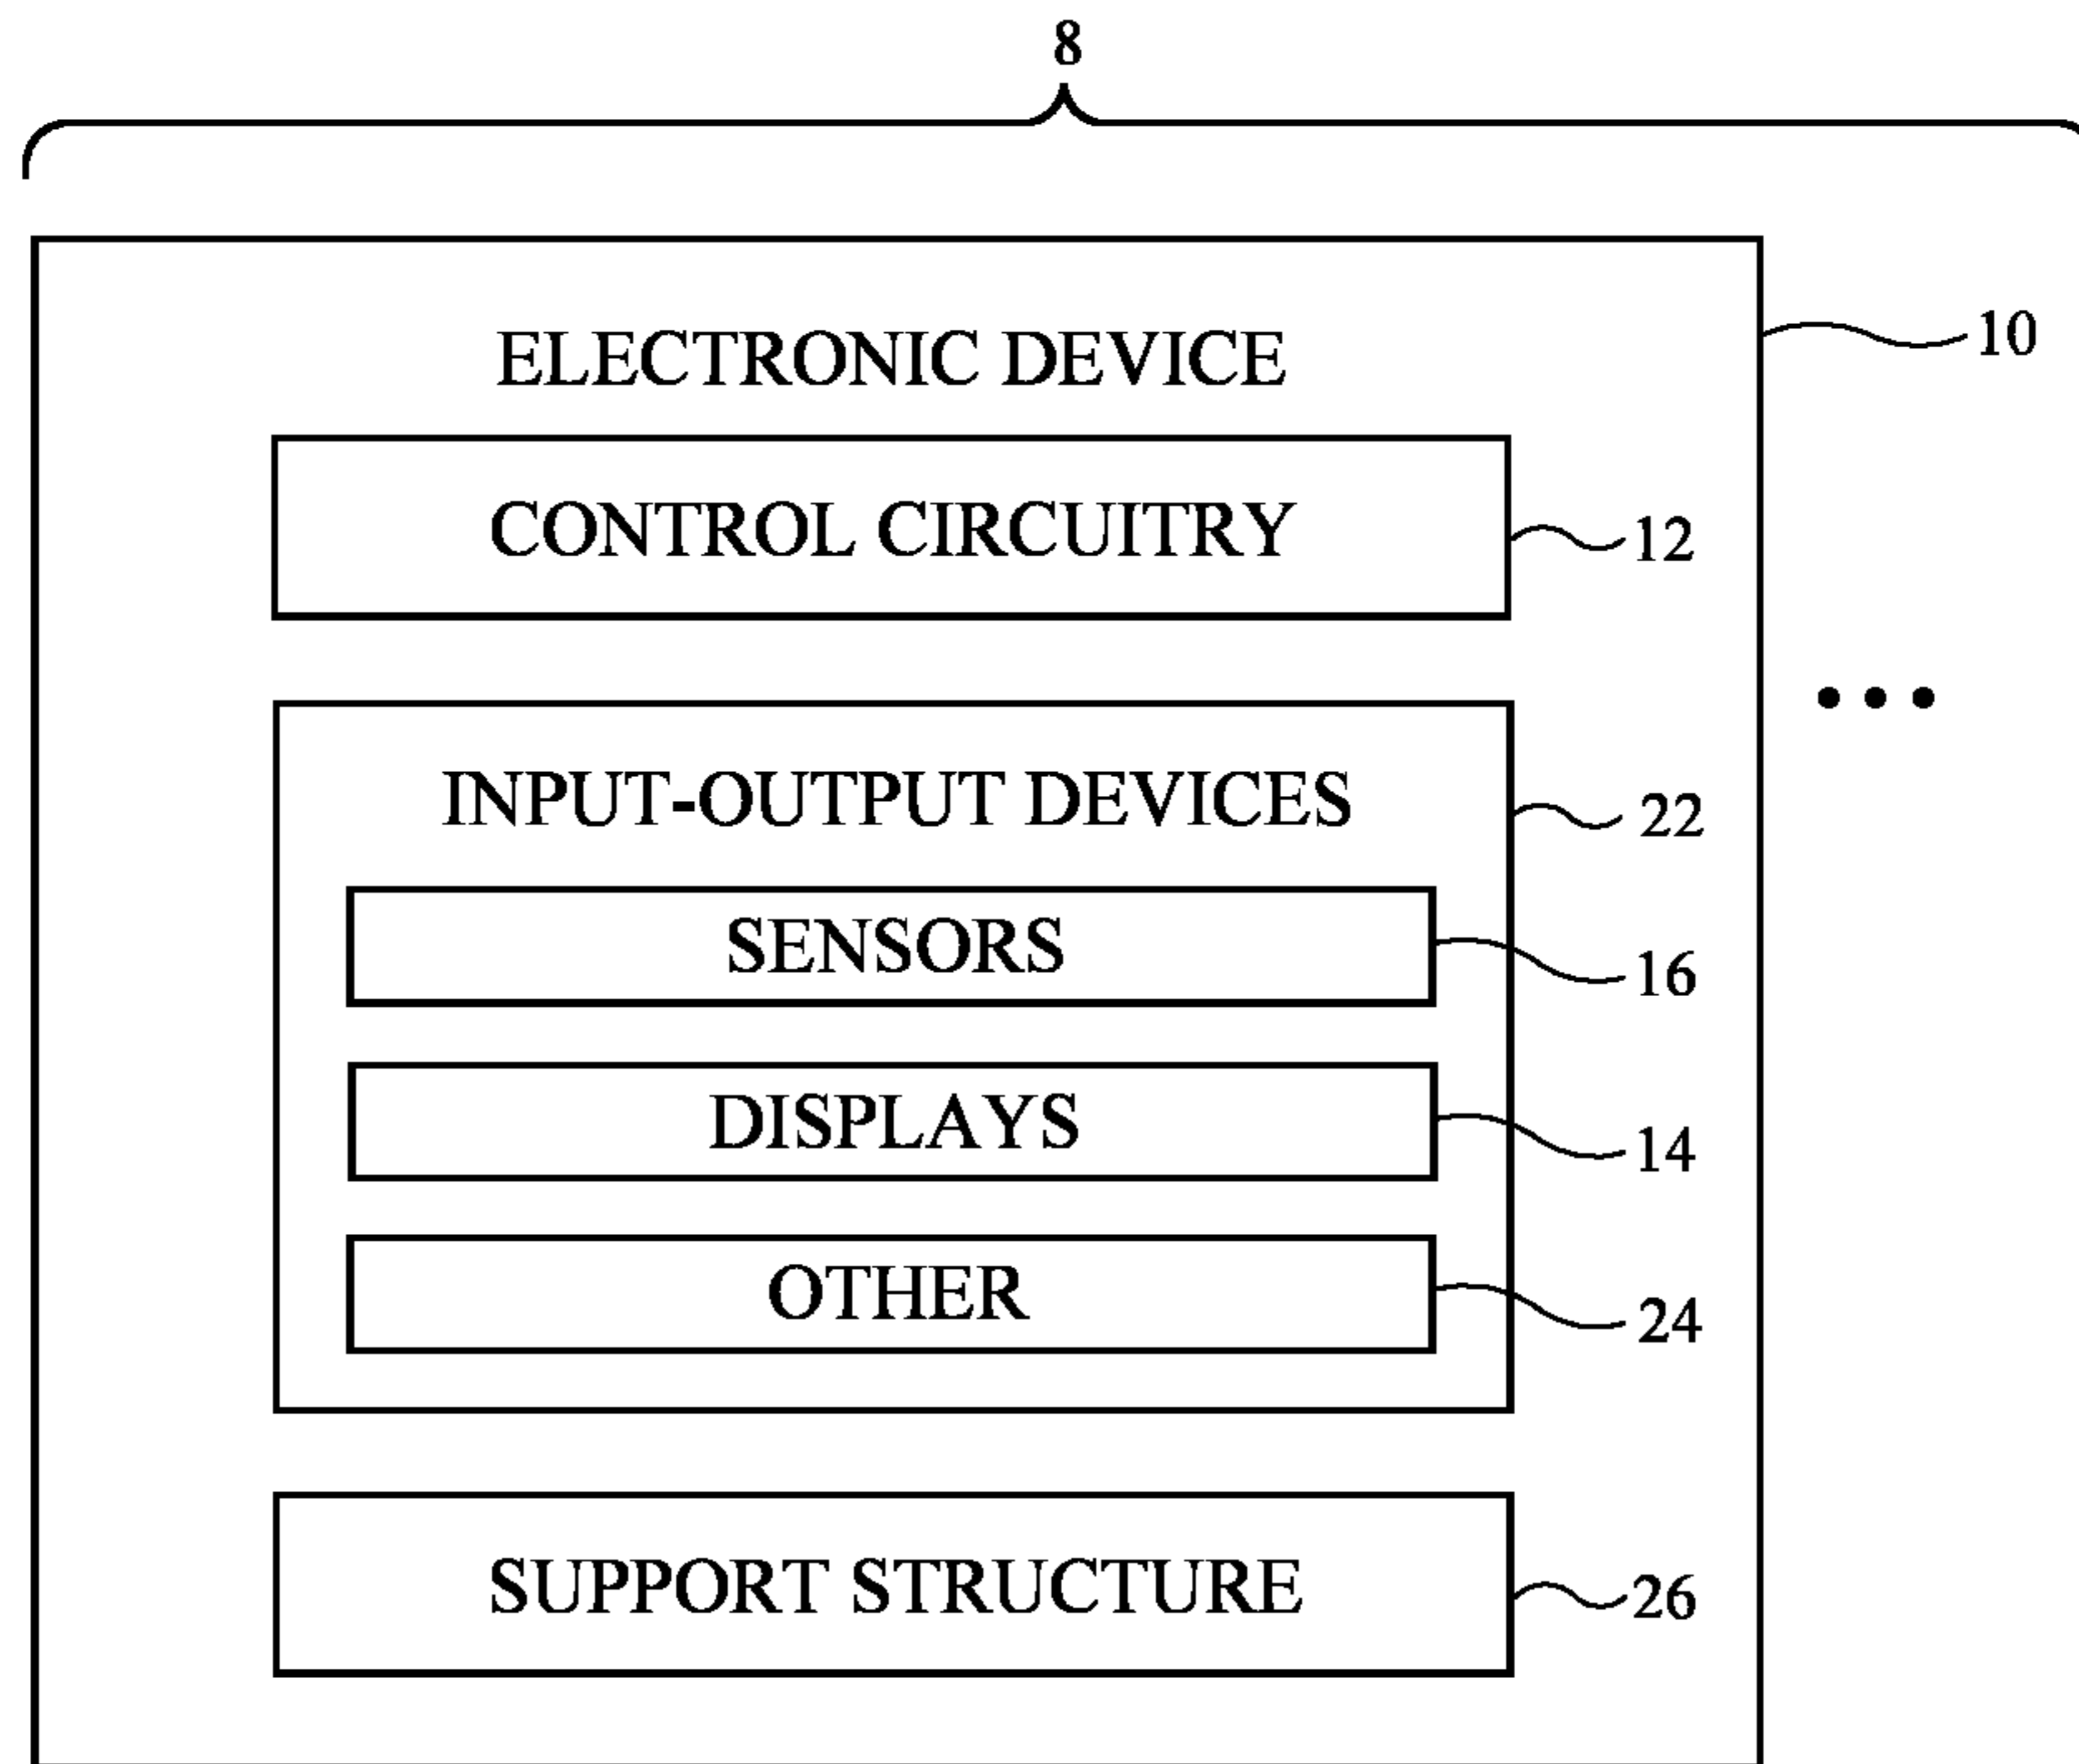 8
ELECTRONIC DEVICE
10
CONTROL CIRCUITRY
12
INPUT-OUTPUT DEVICES
22
SENSORS
16
DISPLAYS
14
OTHER
24
SUPPORT STRUCTURE
26